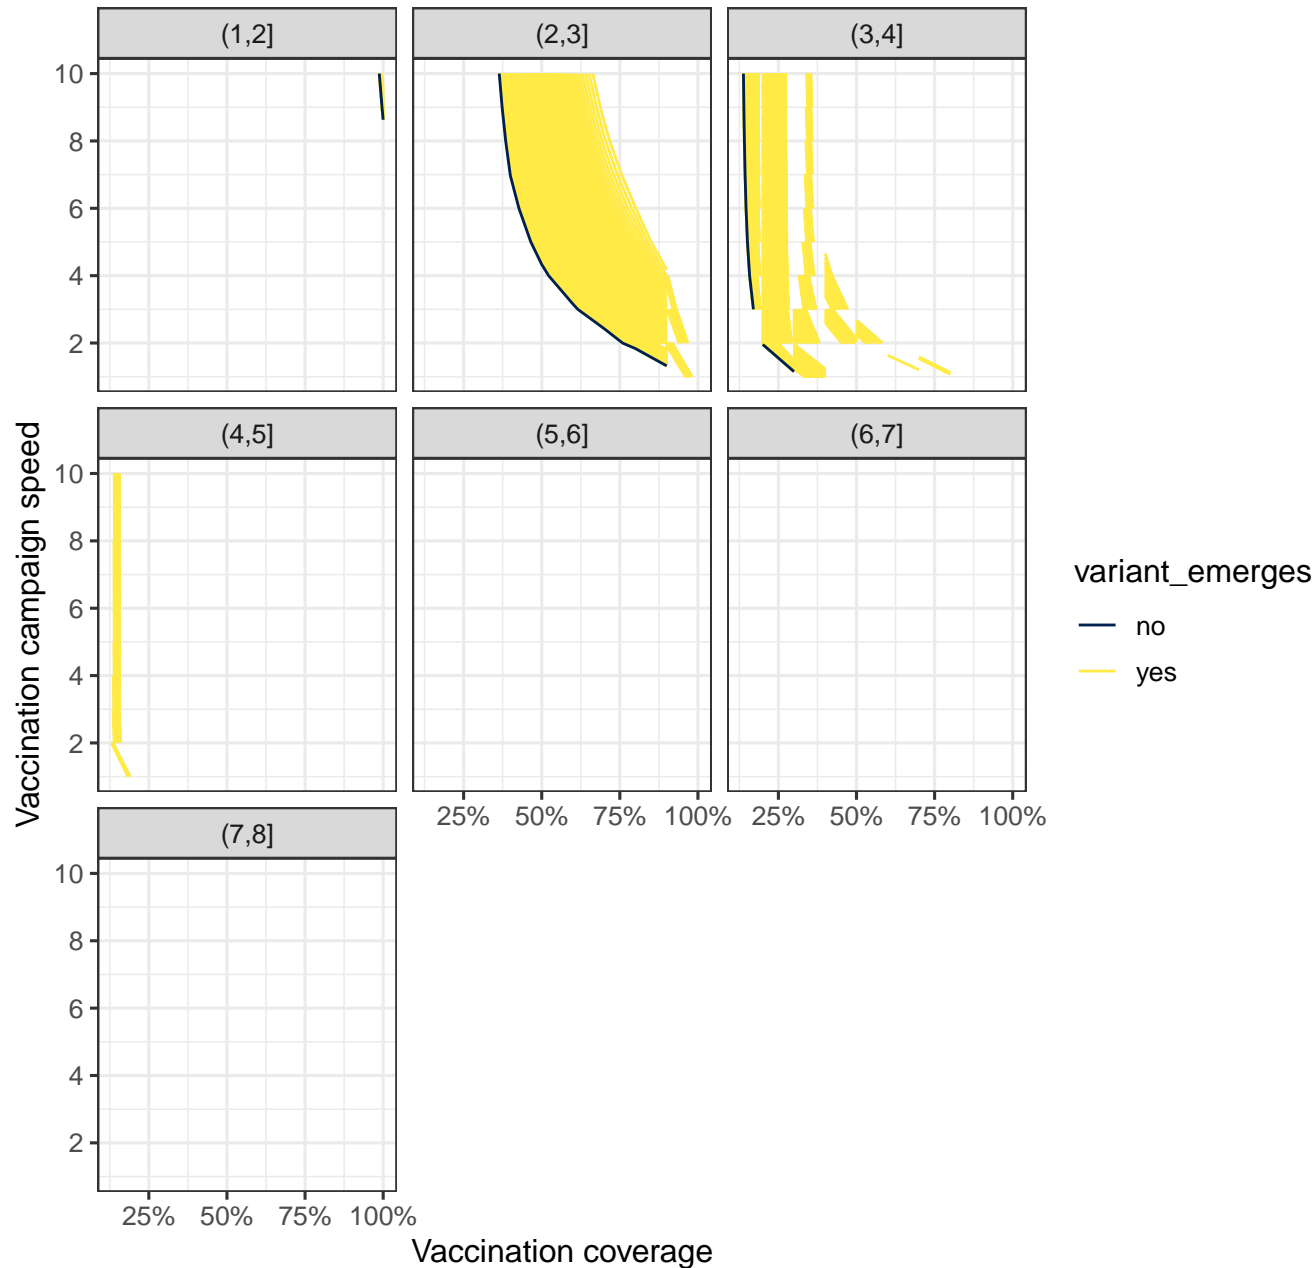 (1,2]
(2,3]
(3,4]
10
8
6
4
2
(4,5]
(5,6]
(6,7]
10
8
6
4
2
25% 50% 75% 100%
25% 50% 75% 100%
(7,8]
10
8
6
4
2
25% 50% 75% 100%
Vaccination coverage
Vaccination campaign speed
variant_emerges
no
yes